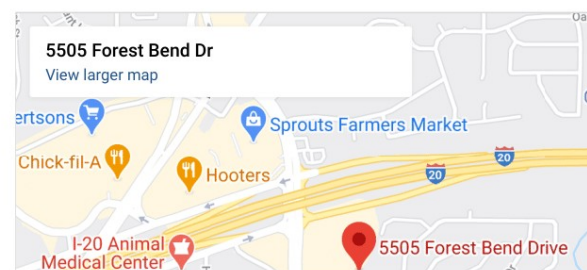 5505 Forest Bend Dr
View larger map
ertsons
Sprouts Farmers Market
Chick-fil-A
Hooters
20
20
I-20 Animal
Medical Center
5505 Forest Bend Drive